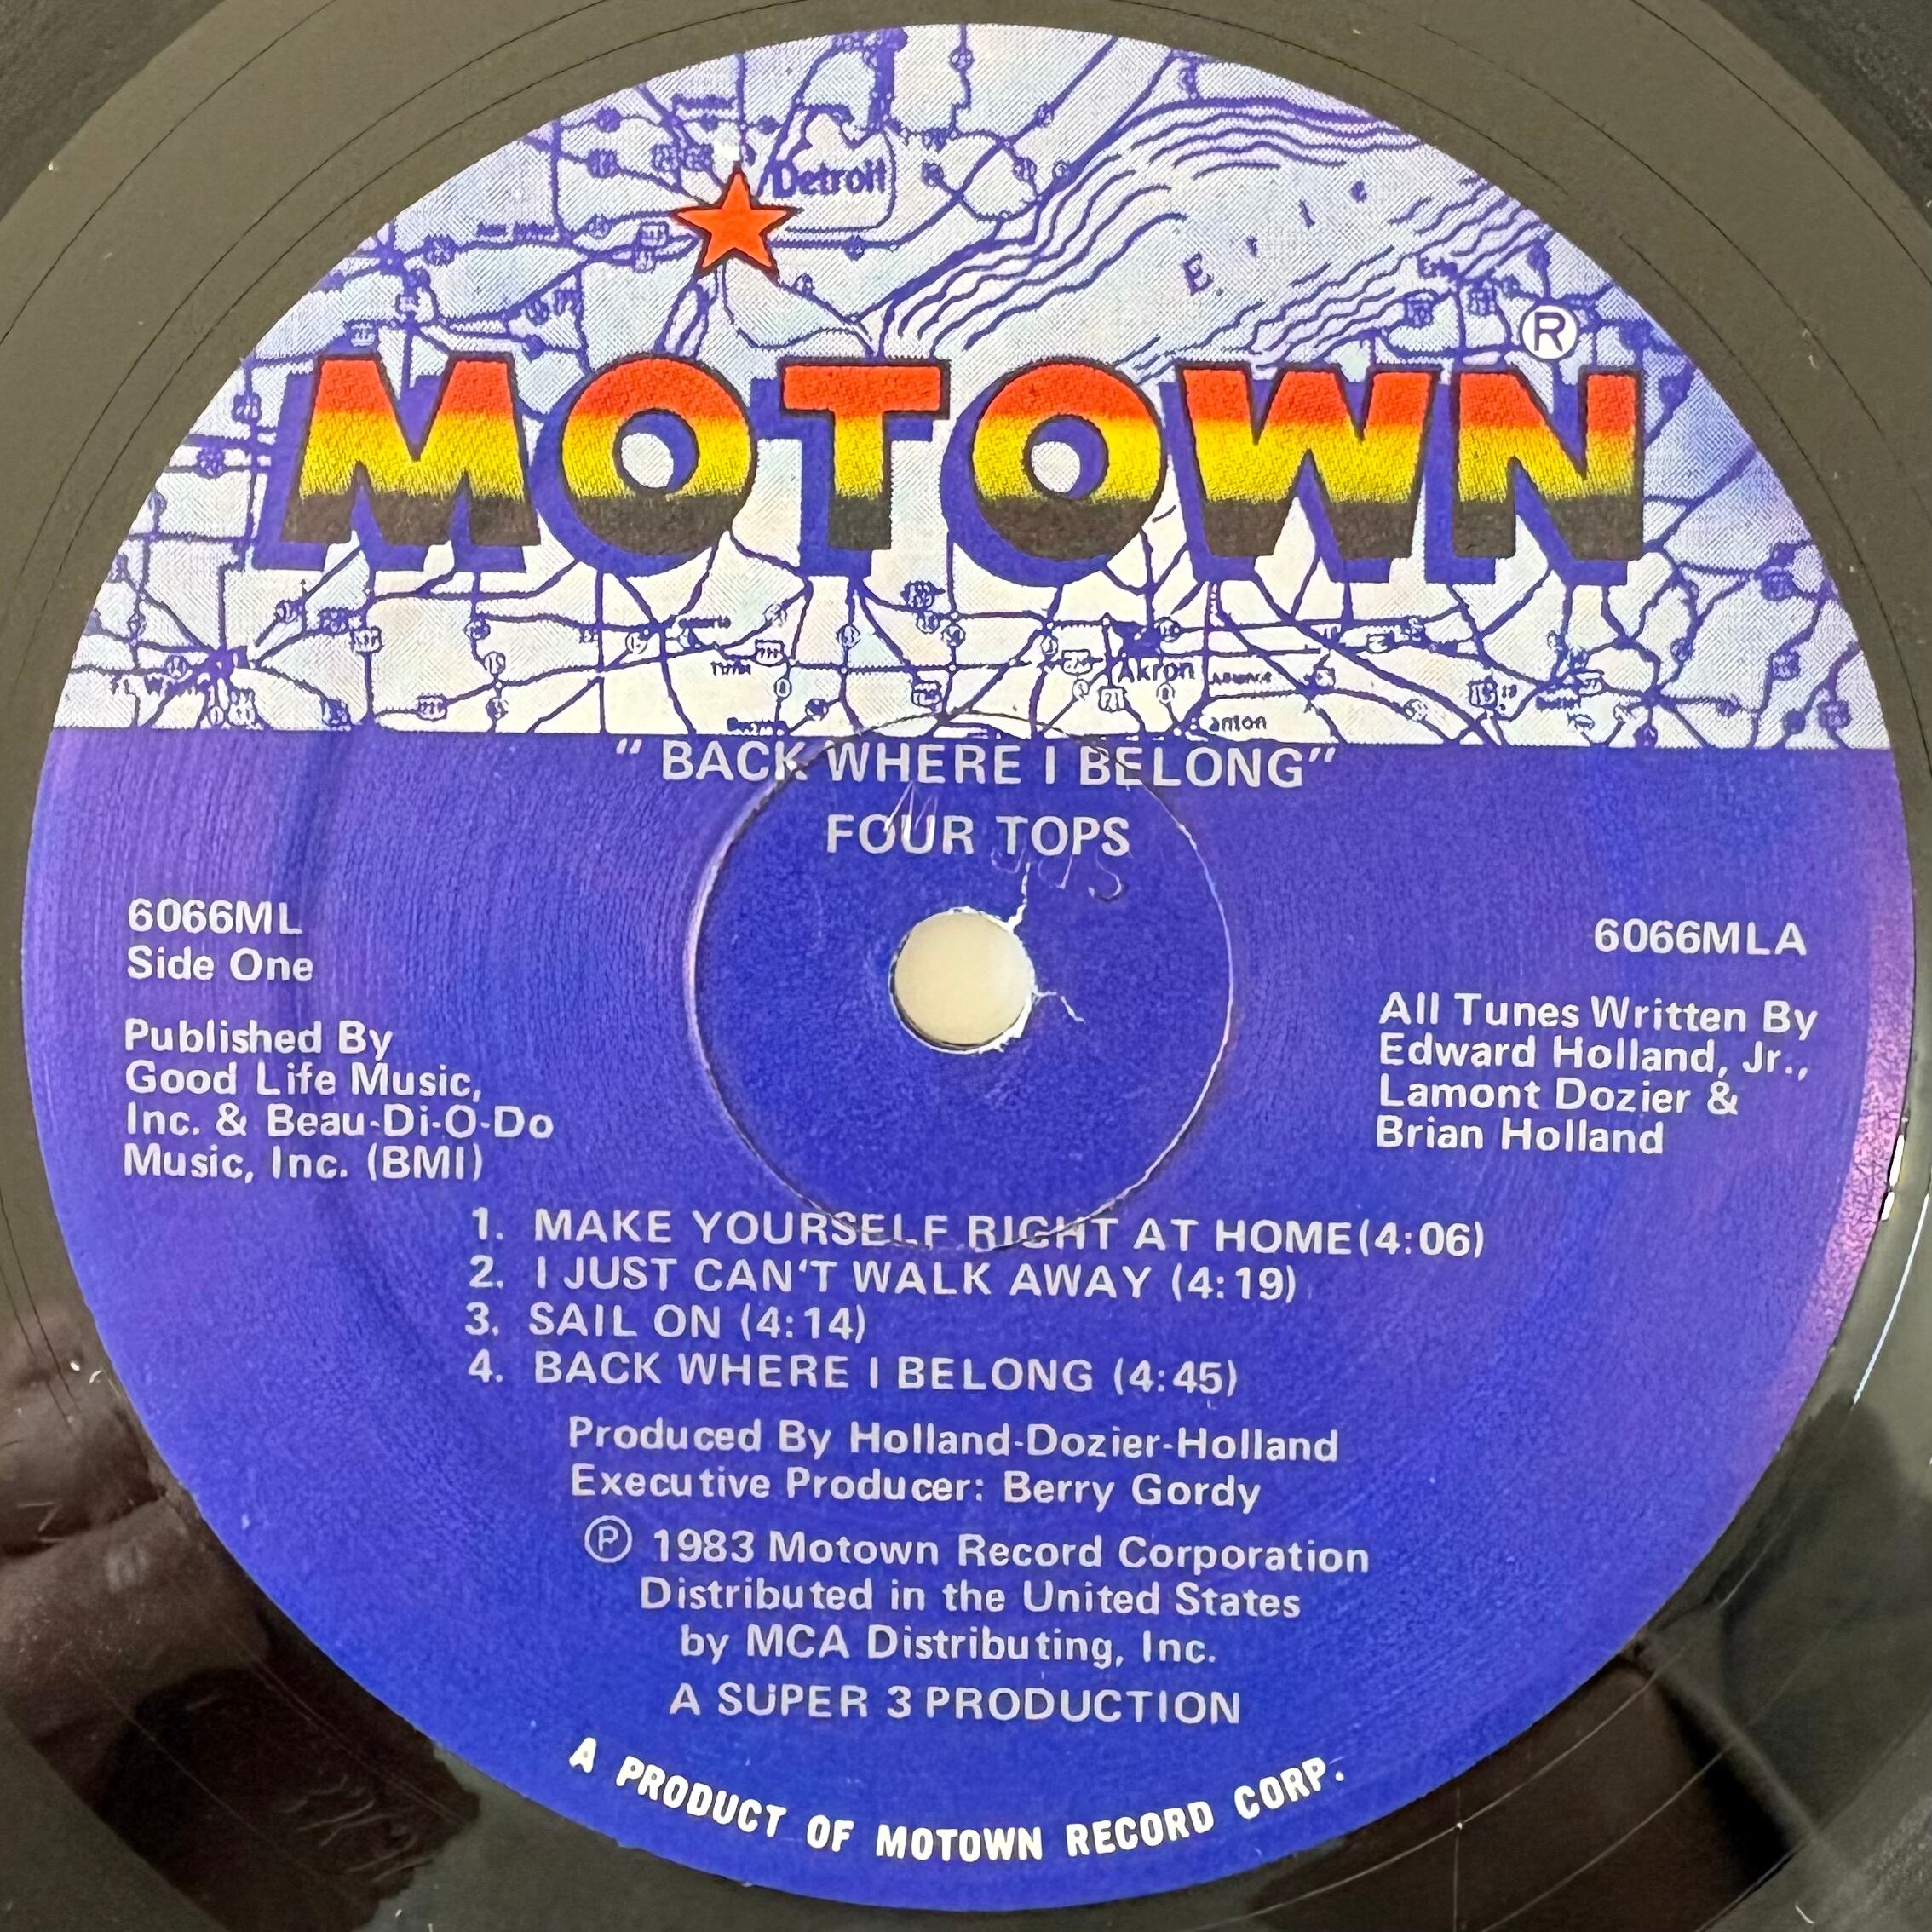 Detroit
E r i e
Erie
®
MOTOWN
Akron
Canton
" BACK WHERE I BELONG"
FOUR TOPS
6066ML
Side One
6066MLA
Published By
Good Life Music,
Inc. & Beau-Di-O-Do
Music, Inc. (BMI)
All Tunes Written By
Edward Holland, Jr.,
Lamont Dozier &
Brian Holland
1. MAKE YOURSELF RIGHT AT HOME(4:06)
2. I JUST CAN'T WALK AWAY (4:19)
3. SAIL ON (4:14)
4. BACK WHERE I BELONG (4:45)
Produced By Holland-Dozier-Holland
Executive Producer: Berry Gordy
℗ 1983 Motown Record Corporation
Distributed in the United States
by MCA Distributing, Inc.
A SUPER 3 PRODUCTION
A PRODUCT OF MOTOWN RECORD CORP.